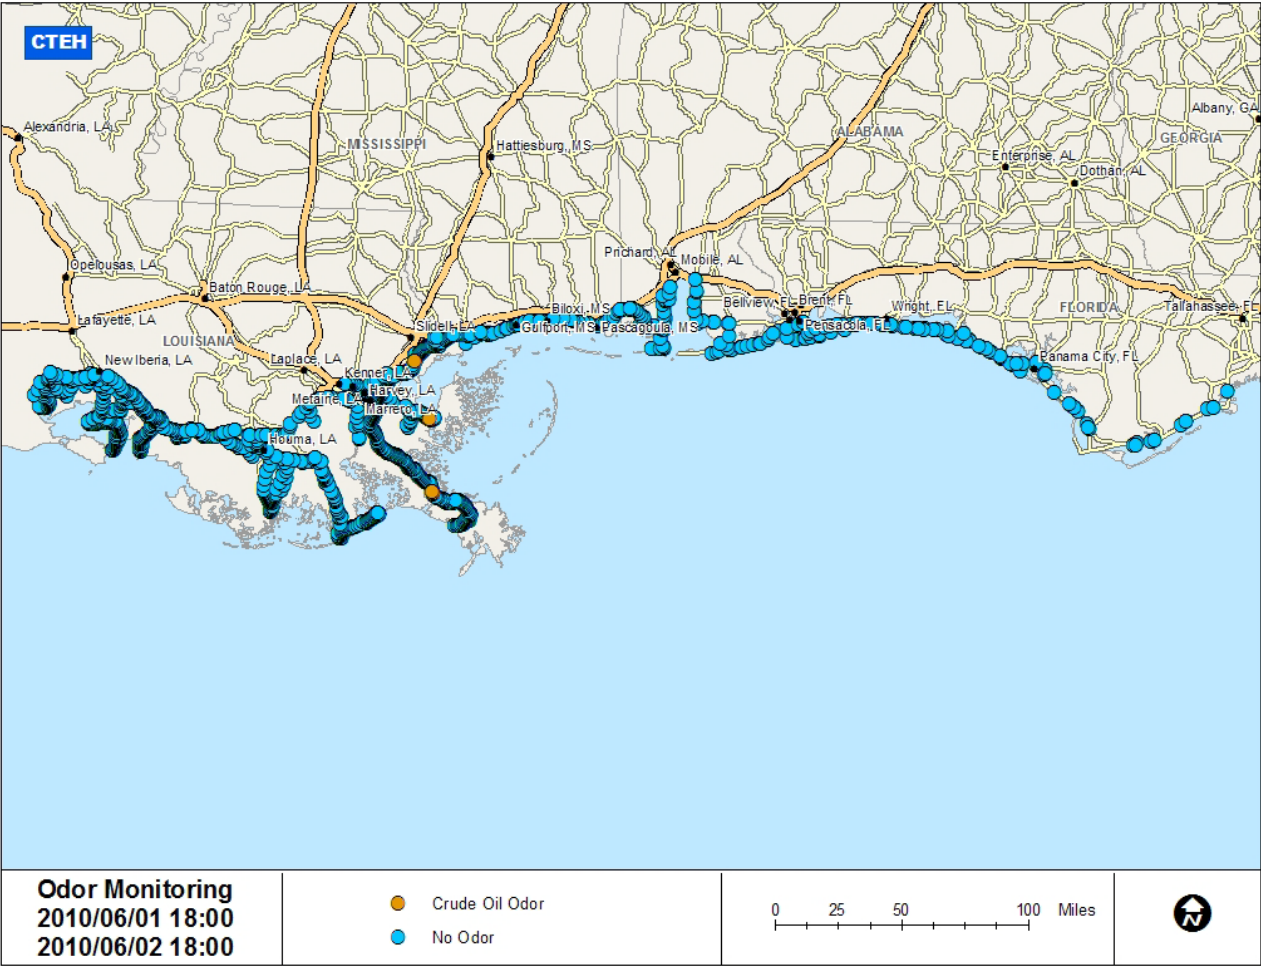 CTEH
Alexandria, LA
MISSISSIPPI
Hattiesburg, MS
ALABAMA
Albany, GA
GEORGIA
Enterprise, AL
Dothan, AL
Opelousas, LA
Prichard, AL
Mobile, AL
Baton Rouge, LA
Bellview, FL
Brent, FL
Wright, FL
FLORIDA
Tallahassee, FL
Lafayette, LA
LOUISIANA
Slidell, LA
Biloxi, MS
Gulfport, MS
Pascagoula, MS
Pensacola, FL
New Iberia, LA
Laplace, LA
Kenner, LA
Panama City, FL
Metairie, LA
Harvey, LA
Marrero, LA
Houma, LA
Odor Monitoring
2010/06/01 18:00
2010/06/02 18:00
Crude Oil Odor
No Odor
0 25 50 100 Miles
N